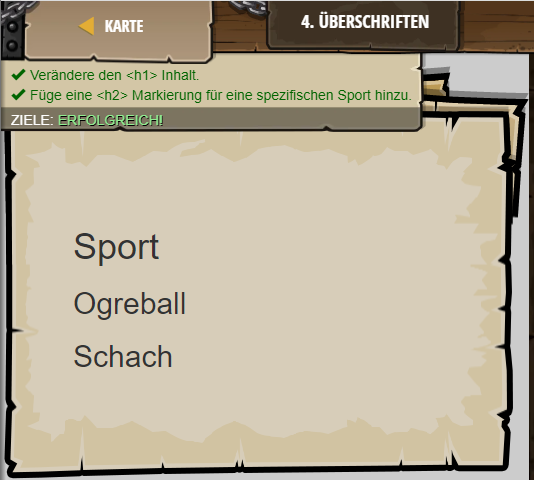 KARTE
4. ÜBERSCHRIFTEN
Verändere den <h1> Inhalt.
Füge eine <h2> Markierung für eine spezifischen Sport hinzu.
ZIELE: ERFOLGREICH!
Sport
Ogreball
Schach